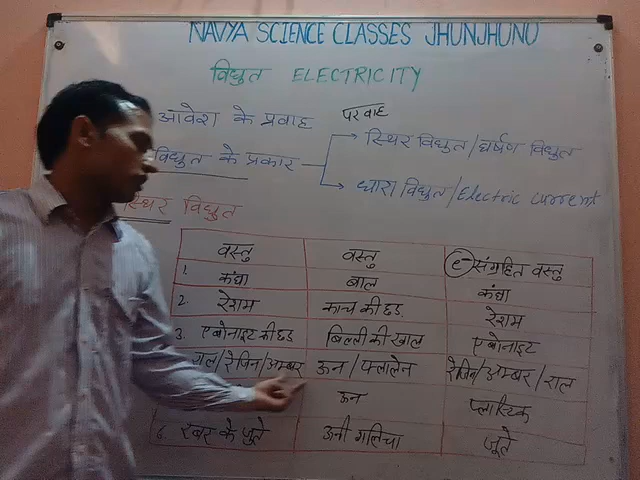 NAVYA SCIENCE CLASSES JHUNJHUNU
विधुत ELECTRICITY
आवेश के प्रवाह
परवाह
विधुत के प्रकार
स्थिर विधुत / घर्षण विधुत
धारा विधुत / Electric current
स्थिर विधुत
वस्तु वस्तु e- संग्रहित वस्तु
1. कंघा बाल कंघा
2. रेशम काच की छड रेशम
3. एबोनाइट की छड बिल्ली की खाल एबोनाइट
राल/रेजिन/अम्बर ऊन / फ्लालेन रेजिन/अम्बर/राल
ऊन प्लास्टिक
6. रबर के जुते ऊनी गलिचा जूते